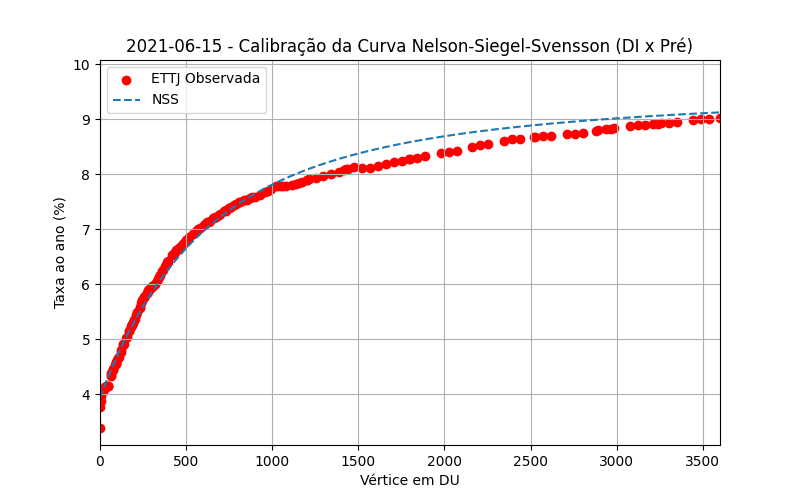 2021-06-15 - Calibração da Curva Nelson-Siegel-Svensson (DI x Pré)
ETTJ Observada
NSS
Taxa ao ano (%)
10
9
8
7
6
5
4
0 500 1000 1500 2000 2500 3000 3500
Vértice em DU